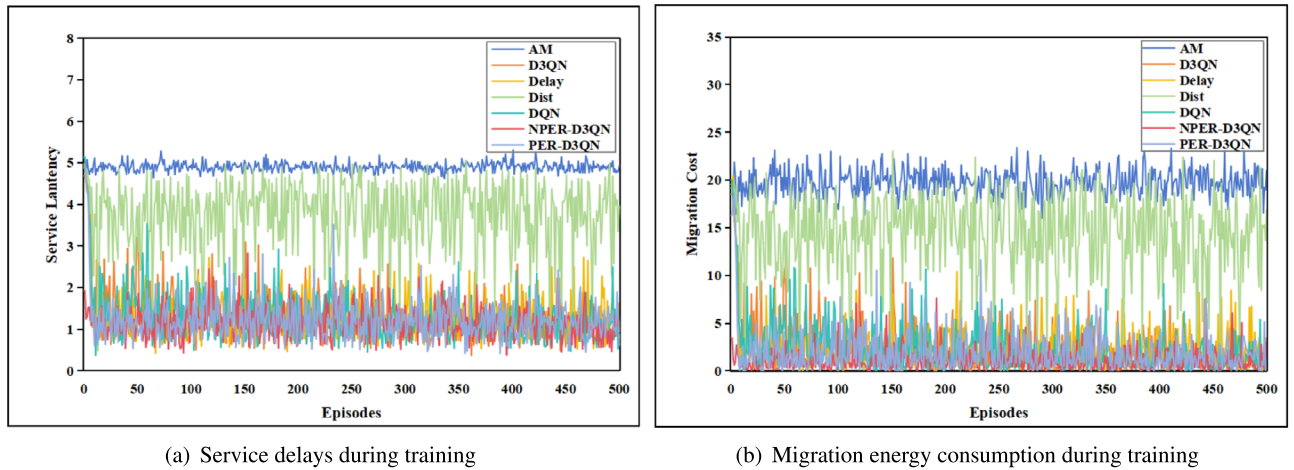 8
7
6
5
4
3
2
1
0
Service Lantency
AM
D3QN
Delay
Dist
DQN
NPER-D3QN
PER-D3QN
0 50 100 150 200 250 300 350 400 450 500
Episodes
(a) Service delays during training
35
30
25
20
15
10
5
0
Migration Cost
AM
D3QN
Delay
Dist
DQN
NPER-D3QN
PER-D3QN
0 50 100 150 200 250 300 350 400 450 500
Episodes
(b) Migration energy consumption during training